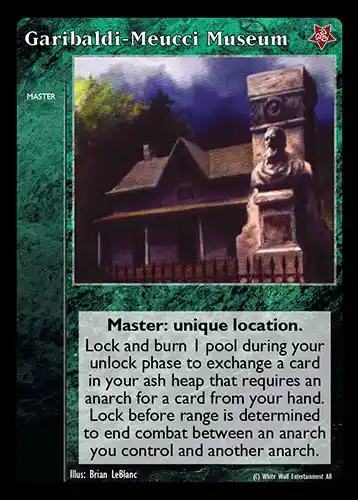 Garibaldi-Meucci Museum
MASTER
Master: unique location.
Lock and burn 1 pool during your
unlock phase to exchange a card
in your ash heap that requires an
anarch for a card from your hand.
Lock before range is determined
to end combat between an anarch
you control and another anarch.
Illus: Brian LeBlanc
(C) White Wolf Entertainment AB